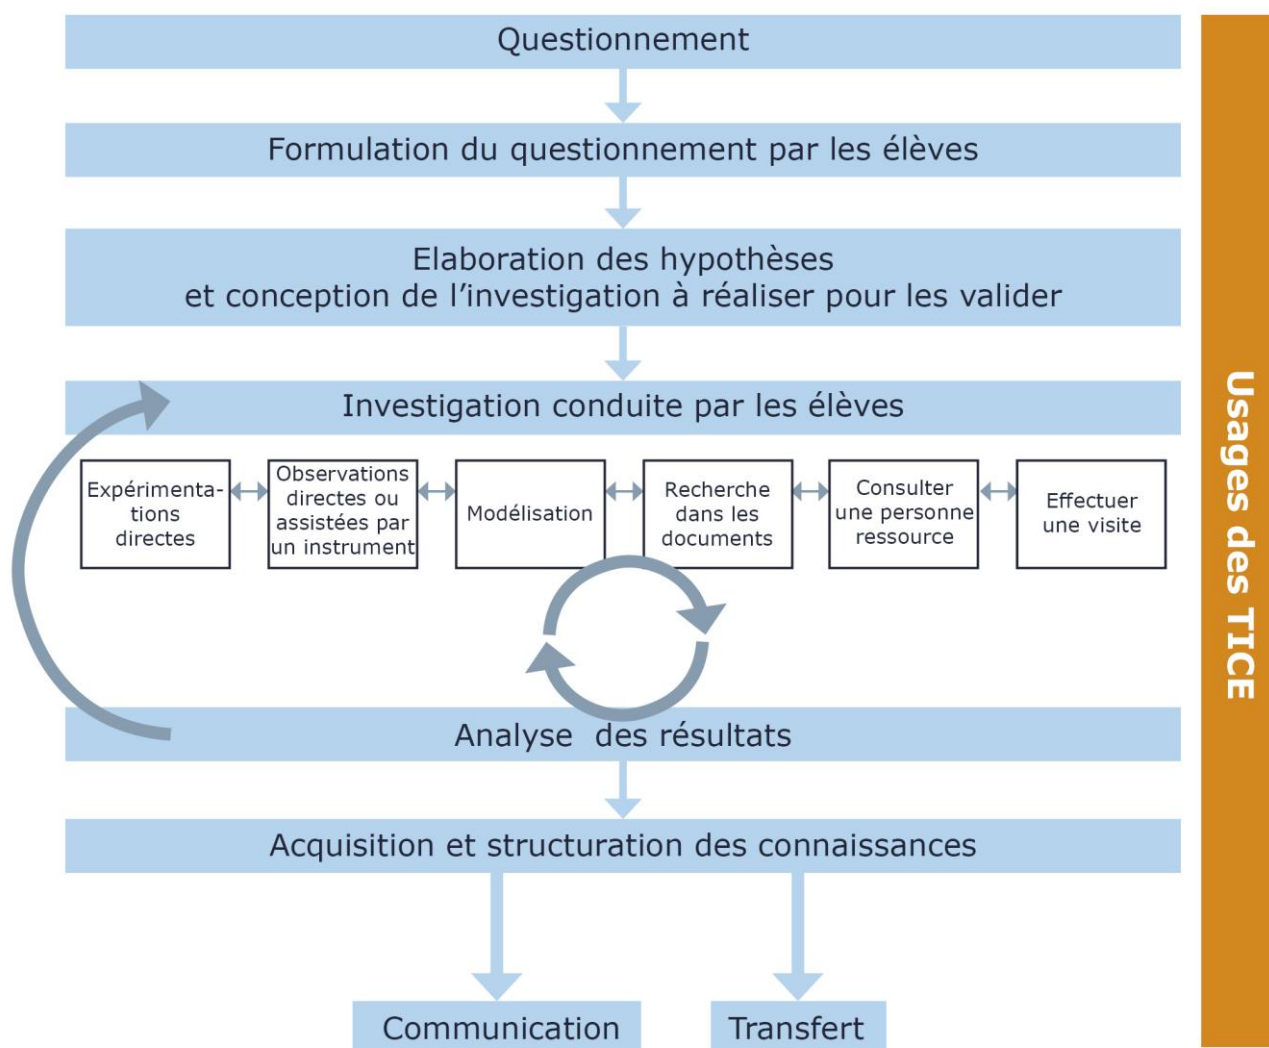 Questionnement
Formulation du questionnement par les élèves
Elaboration des hypothèses
et conception de l’investigation à réaliser pour les valider
Investigation conduite par les élèves
Expérimenta-
tions
directes
Observations
directes ou
assistées par
un instrument
Modélisation
Recherche
dans les
documents
Consulter
une personne
ressource
Effectuer
une visite
Analyse  des résultats
Acquisition et structuration des connaissances
Communication
Transfert
Usages des TICE